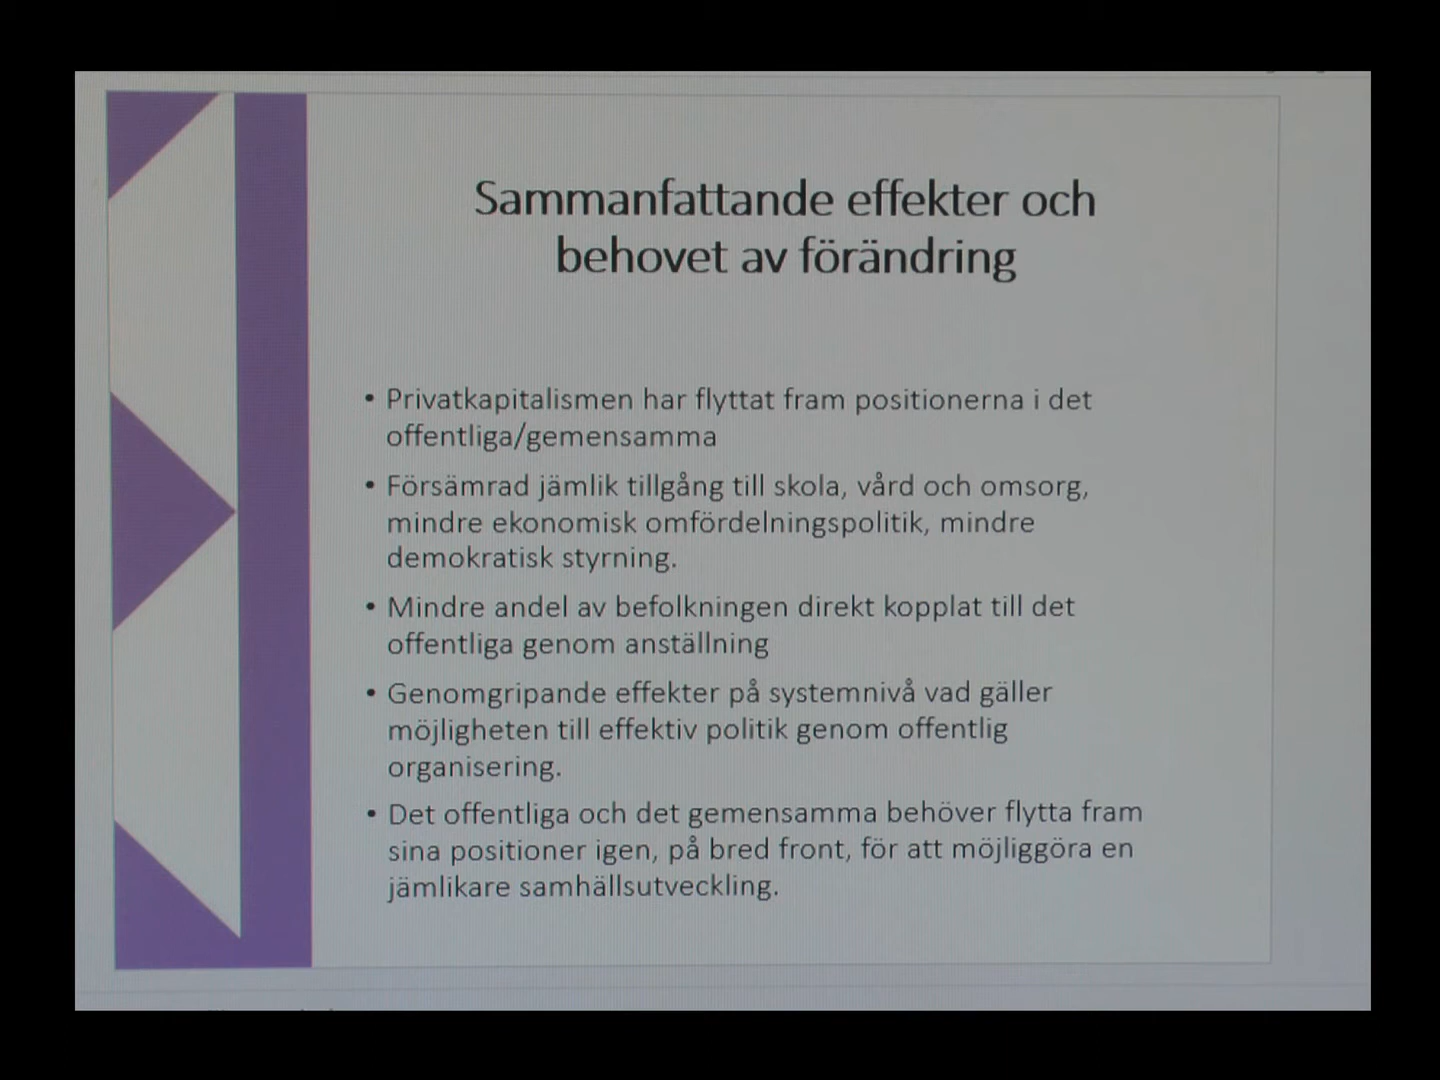 Sammanfattande effekter och
behovet av förändring
• Privatkapitalismen har flyttat fram positionerna i det
offentliga/gemensamma
• Försämrad jämlik tillgång till skola, vård och omsorg,
mindre ekonomisk omfördelningspolitik, mindre
demokratisk styrning.
• Mindre andel av befolkningen direkt kopplat till det
offentliga genom anställning
• Genomgripande effekter på systemnivå vad gäller
möjligheten till effektiv politik genom offentlig
organisering.
• Det offentliga och det gemensamma behöver flytta fram
sina positioner igen, på bred front, för att möjliggöra en
jämlikare samhällsutveckling.